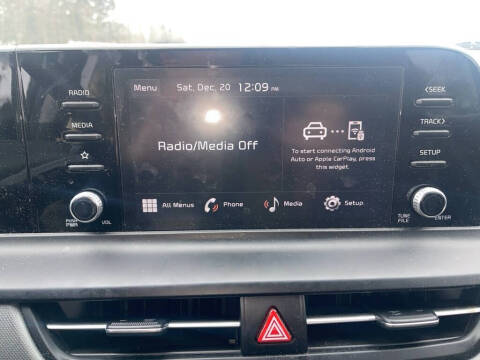 Menu Sat, Dec. 20 12:09 PM
RADIO
MEDIA
Radio/Media Off
To start connecting Android
Auto or Apple CarPlay, press
this widget.
All Menus Phone Media Setup
PUSH
PWR
VOL
<SEEK
TRACK>
SETUP
TUNE
FILE
ENTER